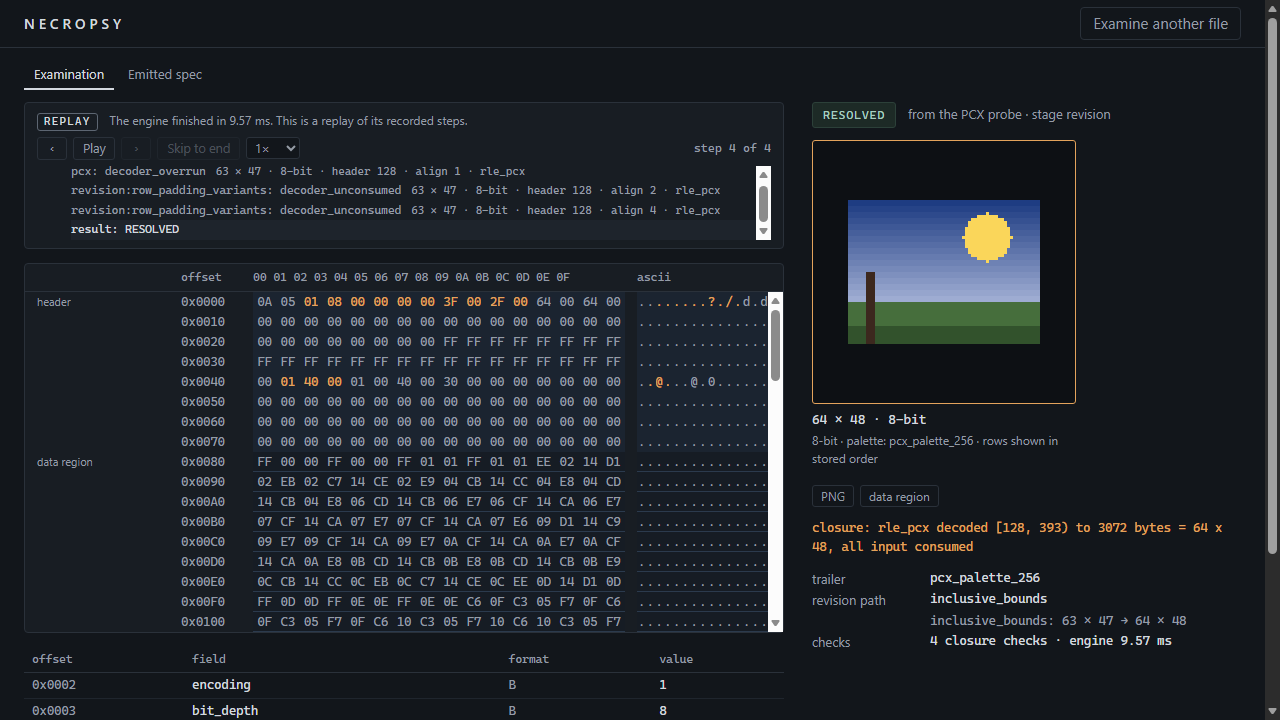 NECROPSY
Examine another file
Examination Emitted spec
REPLAY The engine finished in 9.57 ms. This is a replay of its recorded steps.
‹ Play › Skip to end 1× step 4 of 4
pcx: decoder_overrun 63 × 47 · 8-bit · header 128 · align 1 · rle_pcx
revision:row_padding_variants: decoder_unconsumed 63 × 47 · 8-bit · header 128 · align 2 · rle_pcx
revision:row_padding_variants: decoder_unconsumed 63 × 47 · 8-bit · header 128 · align 4 · rle_pcx
result: RESOLVED
offset 00 01 02 03 04 05 06 07 08 09 0A 0B 0C 0D 0E 0F ascii
header 0x0000 0A 05 01 08 00 00 00 00 3F 00 2F 00 64 00 64 00 ........?./.d.d
0x0010 00 00 00 00 00 00 00 00 00 00 00 00 00 00 00 00 ...............
0x0020 00 00 00 00 00 00 00 00 FF FF FF FF FF FF FF FF ...............
0x0030 FF FF FF FF FF FF FF FF FF FF FF FF FF FF FF FF ...............
0x0040 00 01 40 00 01 00 40 00 30 00 00 00 00 00 00 00 ..@...@.0......
0x0050 00 00 00 00 00 00 00 00 00 00 00 00 00 00 00 00 ...............
0x0060 00 00 00 00 00 00 00 00 00 00 00 00 00 00 00 00 ...............
0x0070 00 00 00 00 00 00 00 00 00 00 00 00 00 00 00 00 ...............
data region 0x0080 FF 00 00 FF 00 00 FF 01 01 FF 01 01 EE 02 14 D1 ...............
0x0090 02 EB 02 C7 14 CE 02 E9 04 CB 14 CC 04 E8 04 CD ...............
0x00A0 14 CB 04 E8 06 CD 14 CB 06 E7 06 CF 14 CA 06 E7 ...............
0x00B0 07 CF 14 CA 07 E7 07 CF 14 CA 07 E6 09 D1 14 C9 ...............
0x00C0 09 E7 09 CF 14 CA 09 E7 0A CF 14 CA 0A E7 0A CF ...............
0x00D0 14 CA 0A E8 0B CD 14 CB 0B E8 0B CD 14 CB 0B E9 ...............
0x00E0 0C CB 14 CC 0C EB 0C C7 14 CE 0C EE 0D 14 D1 0D ...............
0x00F0 FF 0D 0D FF 0E 0E FF 0E 0E C6 0F C3 05 F7 0F C6 ...............
0x0100 0F C3 05 F7 0F C6 10 C3 05 F7 10 C6 10 C3 05 F7 ...............
offset field format value
0x0002 encoding B 1
0x0003 bit_depth B 8
RESOLVED from the PCX probe · stage revision
64 × 48 · 8-bit
8-bit · palette: pcx_palette_256 · rows shown in
stored order
PNG data region
closure: rle_pcx decoded [128, 393) to 3072 bytes = 64 x
48, all input consumed
trailer pcx_palette_256
revision path inclusive_bounds
inclusive_bounds: 63 × 47 → 64 × 48
checks 4 closure checks · engine 9.57 ms